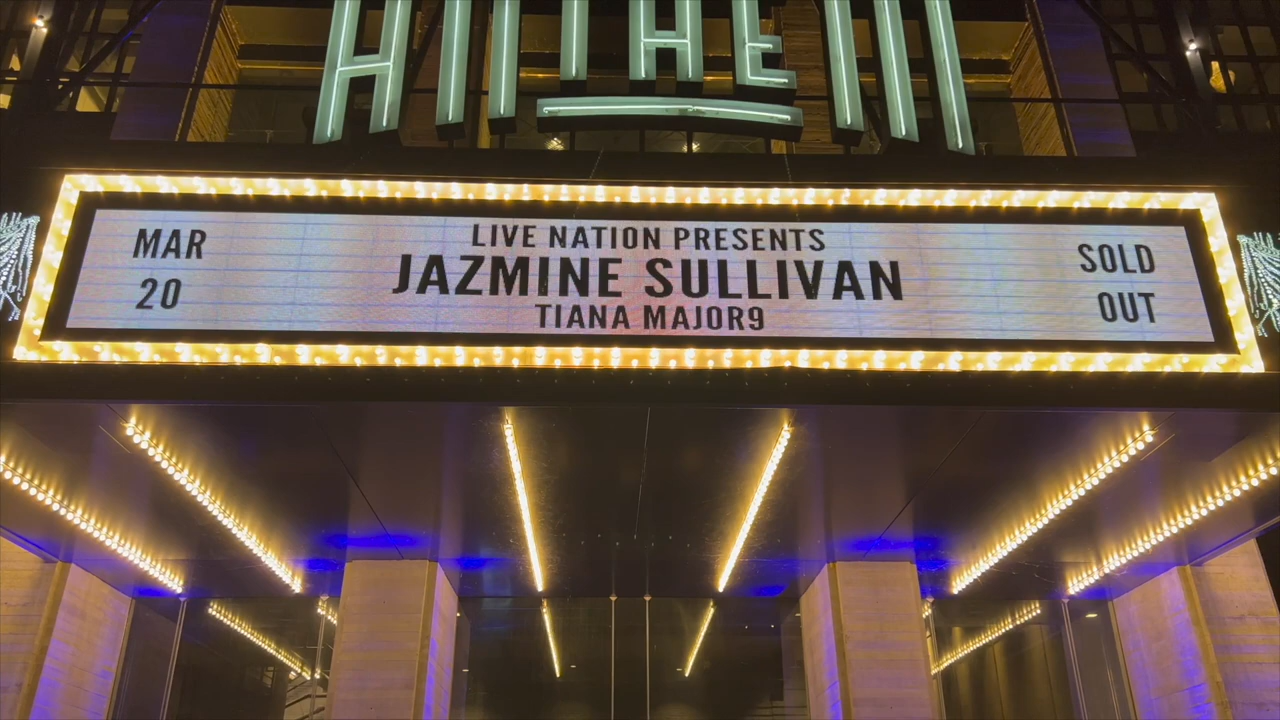 MAR
20
LIVE NATION PRESENTS
JAZMINE SULLIVAN
TIANA MAJOR9
SOLD
OUT